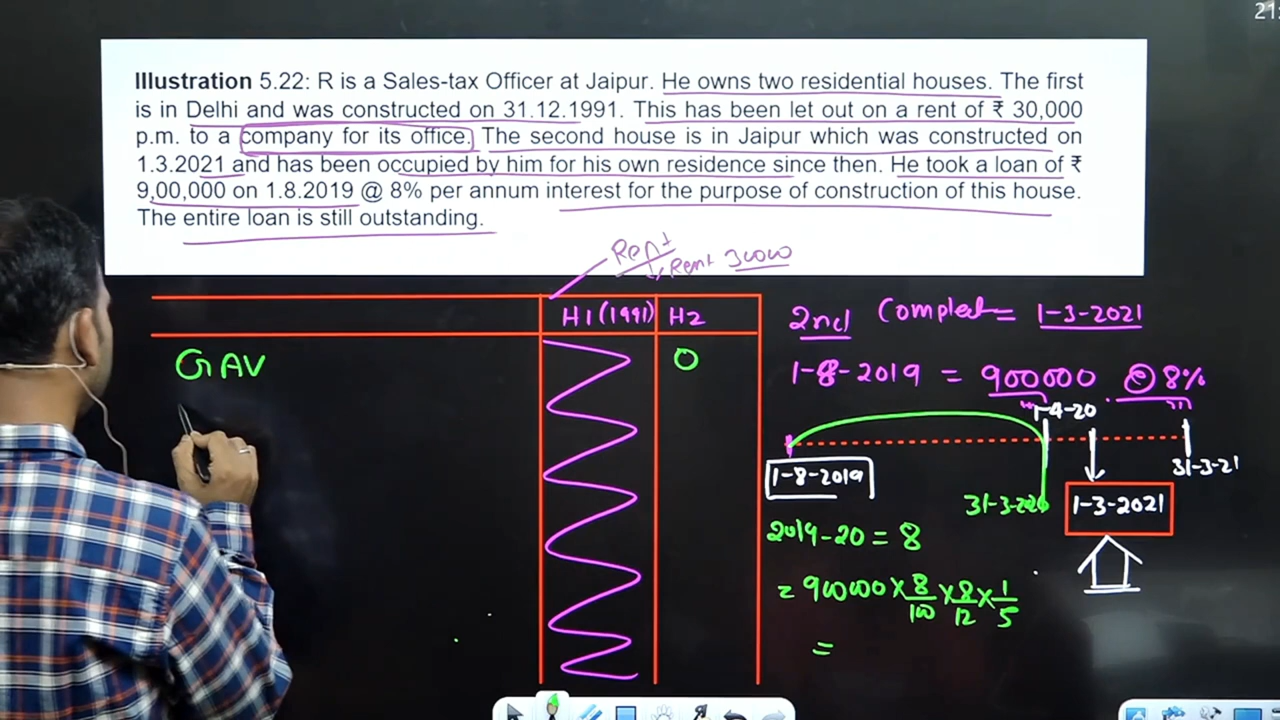 21:
Illustration 5.22: R is a Sales-tax Officer at Jaipur. He owns two residential houses. The first
is in Delhi and was constructed on 31.12.1991. This has been let out on a rent of ₹ 30,000
p.m. to a company for its office. The second house is in Jaipur which was constructed on
1.3.2021 and has been occupied by him for his own residence since then. He took a loan of ₹
9,00,000 on 1.8.2019 @ 8% per annum interest for the purpose of construction of this house.
The entire loan is still outstanding.
Rent
Rent 30000
H1 (1991) H2
GAV 0
2nd Complet = 1-3-2021
1-8-2019 = 900000 @ 8%
1-4-20
1-8-2019
31-3-21
31-3-2020
1-3-2021
2019-20 = 8
= 900000 × 8/100 × 8/12 × 1/5
=